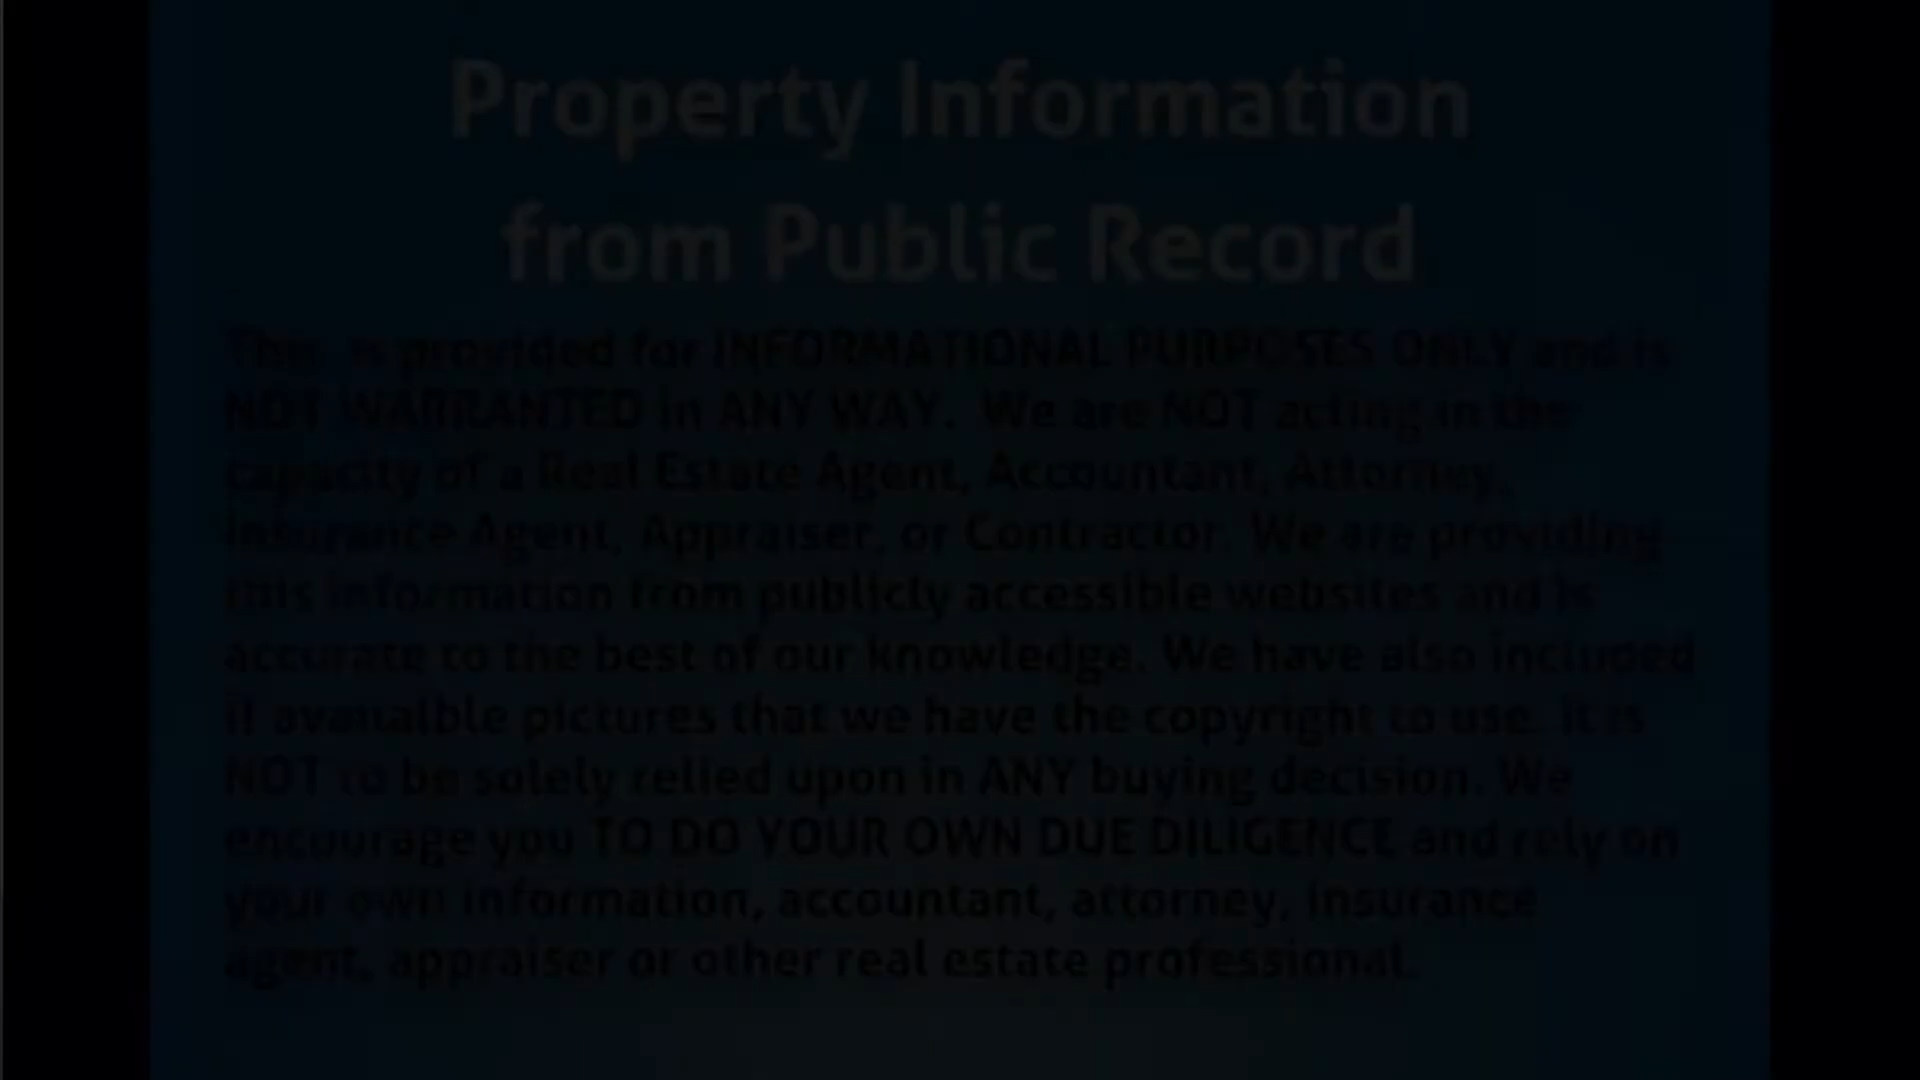 Property Information
from Public Record
This is provided for INFORMATIONAL PURPOSES ONLY and is
NOT WARRANTED in ANY WAY. We are NOT acting in the
capacity of a Real Estate Agent, Accountant, Attorney,
Insurance Agent, Appraiser, or Contractor. We are providing
this information from publicly accessible websites and is
accurate to the best of our knowledge. We have also included
if avauialble pictures that we have the copyright to use. It is
NOT to be solely relied upon in ANY buying decision. We
encourage you TO DO YOUR OWN DUE DILIGENCE and rely on
your own information, accountant, attorney, insurance
agent, appraiser or other real estate professional.